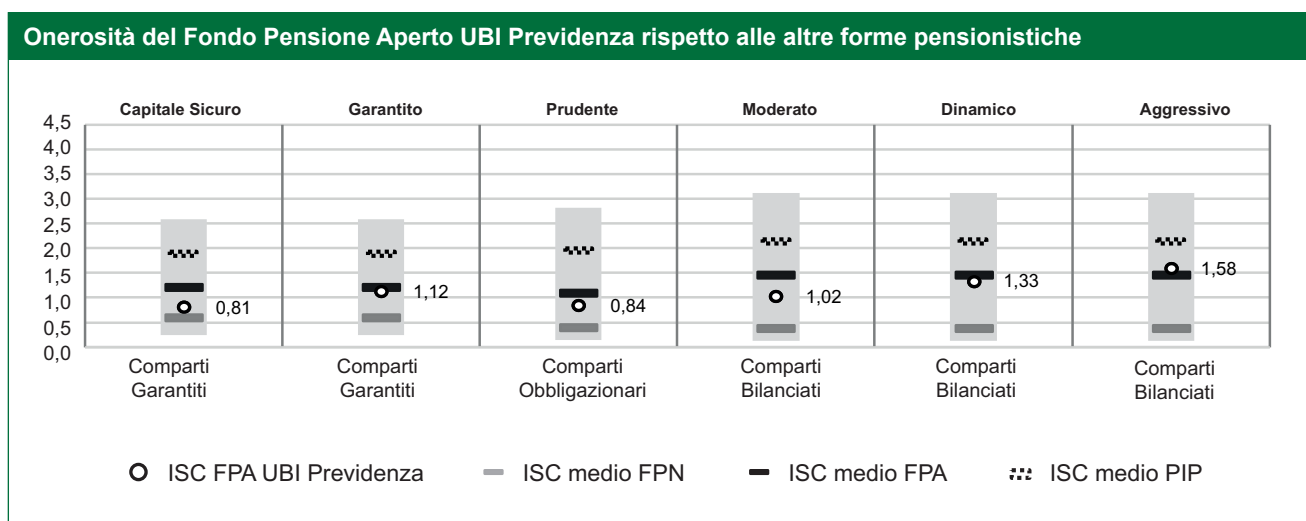 Onerosità del Fondo Pensione Aperto UBI Previdenza rispetto alle altre forme pensionistiche
Capitale Sicuro
Garantito
Prudente
Moderato
Dinamico
Aggressivo
4,5
4,0
3,5
3,0
2,5
2,0
1,5
1,0
0,5
0,0
0,81
1,12
0,84
1,02
1,33
1,58
Comparti
Garantiti
Comparti
Garantiti
Comparti
Obbligazionari
Comparti
Bilanciati
Comparti
Bilanciati
Comparti
Bilanciati
ISC FPA UBI Previdenza
ISC medio FPN
ISC medio FPA
ISC medio PIP